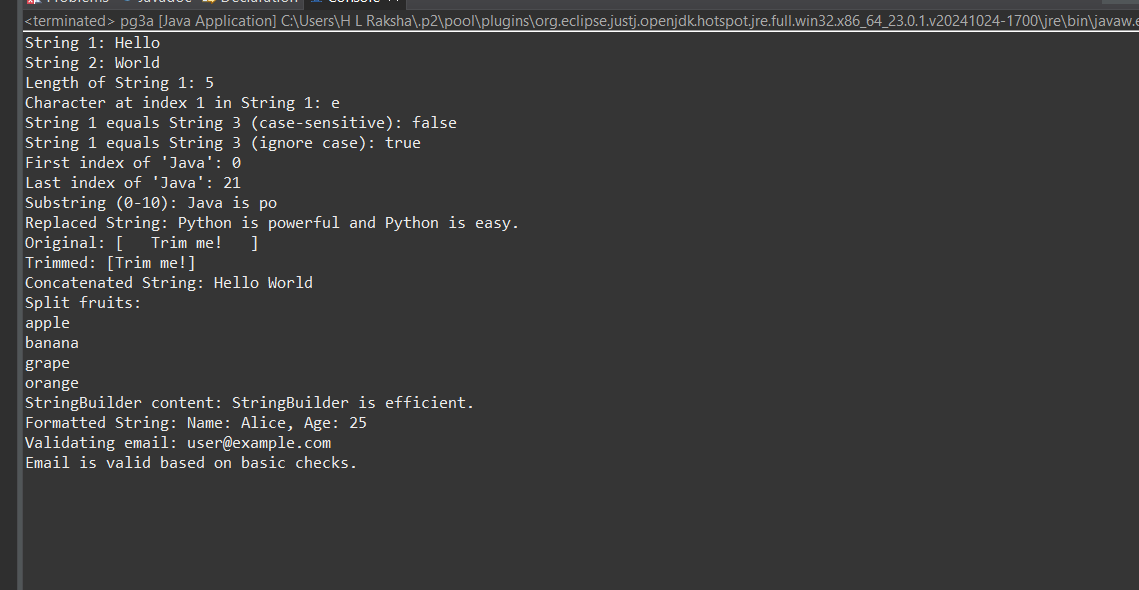 Problems Javadoc Declaration Console
<terminated> pg3a [Java Application] C:\Users\H L Raksha\.p2\pool\plugins\org.eclipse.justj.openjdk.hotspot.jre.full.win32.x86_64_23.0.1.v20241024-1700\jre\bin\javaw.e
String 1: Hello
String 2: World
Length of String 1: 5
Character at index 1 in String 1: e
String 1 equals String 3 (case-sensitive): false
String 1 equals String 3 (ignore case): true
First index of 'Java': 0
Last index of 'Java': 21
Substring (0-10): Java is po
Replaced String: Python is powerful and Python is easy.
Original: [   Trim me!   ]
Trimmed: [Trim me!]
Concatenated String: Hello World
Split fruits:
apple
banana
grape
orange
StringBuilder content: StringBuilder is efficient.
Formatted String: Name: Alice, Age: 25
Validating email: user@example.com
Email is valid based on basic checks.